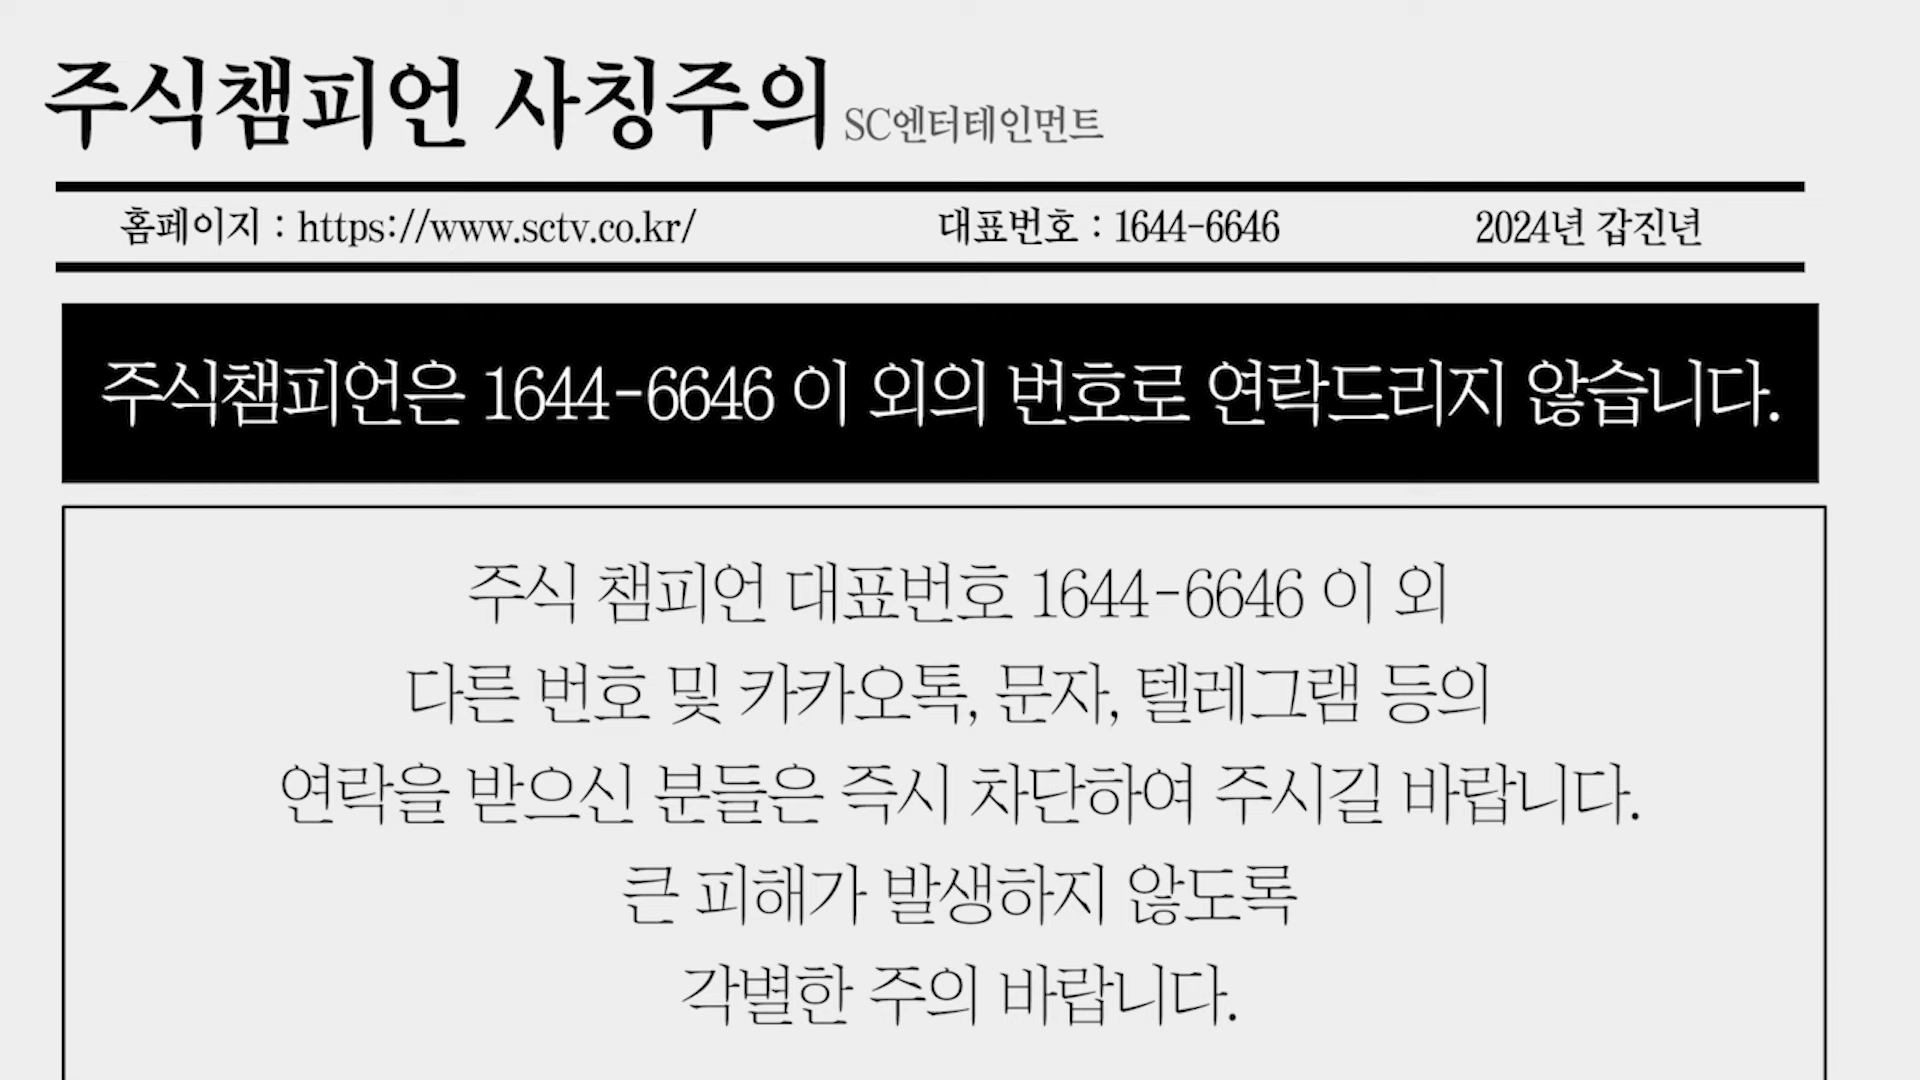 주식챔피언 사칭주의 SC엔터테인먼트
홈페이지 : https://www.sctv.co.kr/ 대표번호 : 1644-6646 2024년 갑진년
주식챔피언은 1644-6646 이 외의 번호로 연락드리지 않습니다.
주식 챔피언 대표번호 1644-6646 이 외
다른 번호 및 카카오톡, 문자, 텔레그램 등의
연락을 받으신 분들은 즉시 차단하여 주시길 바랍니다.
큰 피해가 발생하지 않도록
각별한 주의 바랍니다.